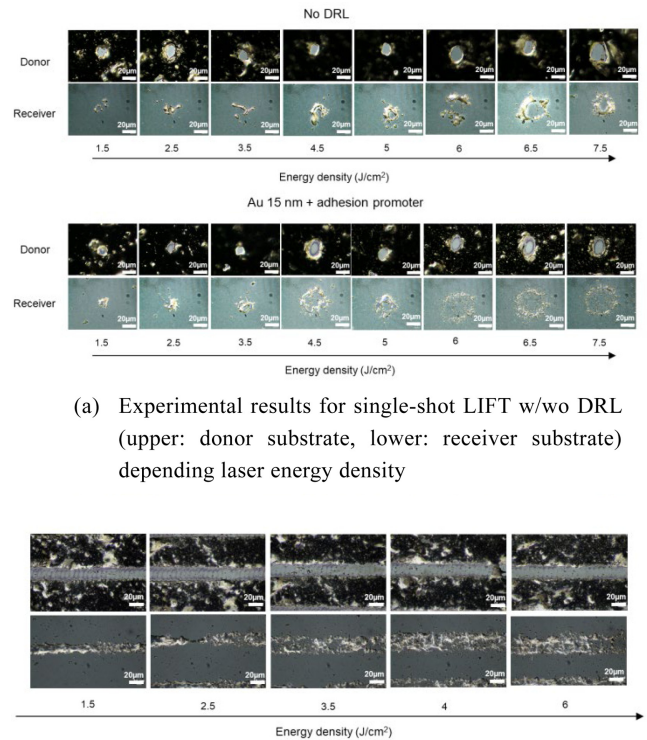 No DRL
Donor
20μm 20μm 20μm 20μm 20μm 20μm 20μm 20μm
Receiver
20μm 20μm 20μm 20μm 20μm 20μm 20μm 20μm
1.5 2.5 3.5 4.5 5 6 6.5 7.5
Energy density (J/cm²)
Au 15 nm + adhesion promoter
Donor
20μm 20μm 20μm 20μm 20μm 20μm 20μm 20μm
Receiver
20μm 20μm 20μm 20μm 20μm 20μm 20μm 20μm
1.5 2.5 3.5 4.5 5 6 6.5 7.5
Energy density (J/cm²)
(a) Experimental results for single-shot LIFT w/wo DRL
(upper: donor substrate, lower: receiver substrate)
depending laser energy density
20μm 20μm 20μm 20μm 20μm
20μm 20μm 20μm 20μm 20μm
1.5 2.5 3.5 4 6
Energy density (J/cm²)